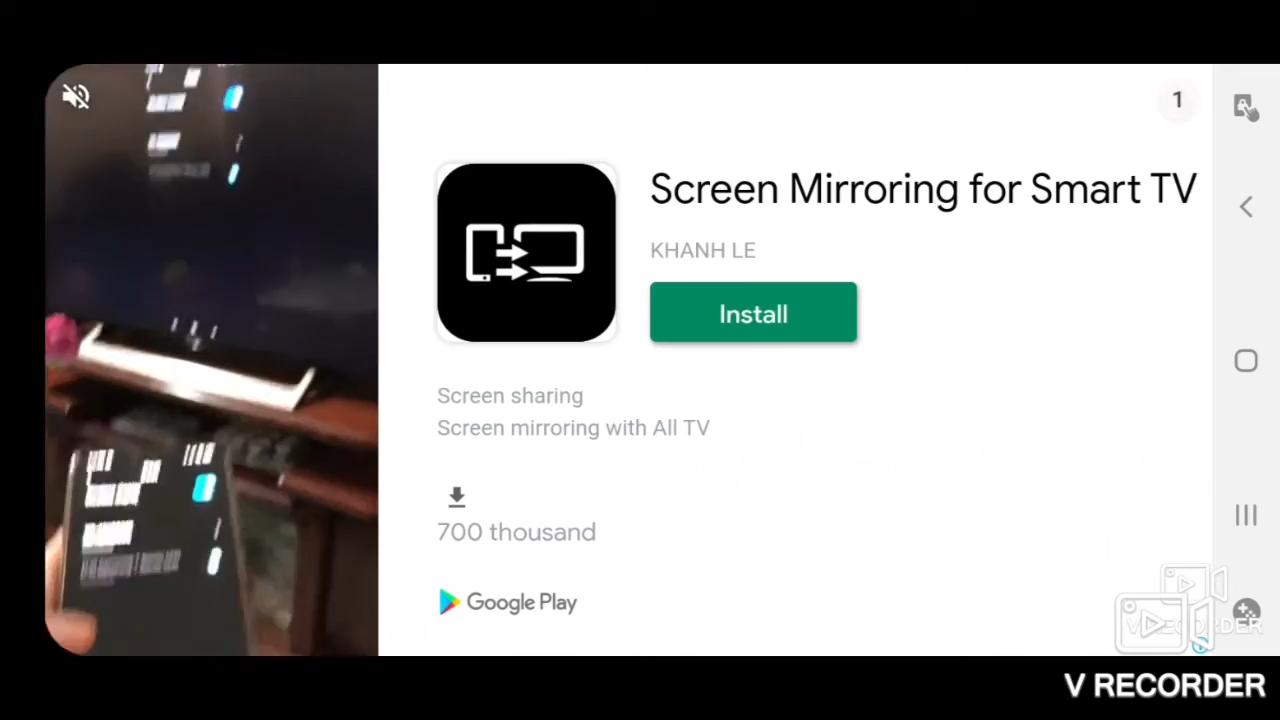 1
Screen Mirroring for Smart TV
KHANH LE
Install
Screen sharing
Screen mirroring with All TV
700 thousand
Google Play
V RECORDER
V RECORDER